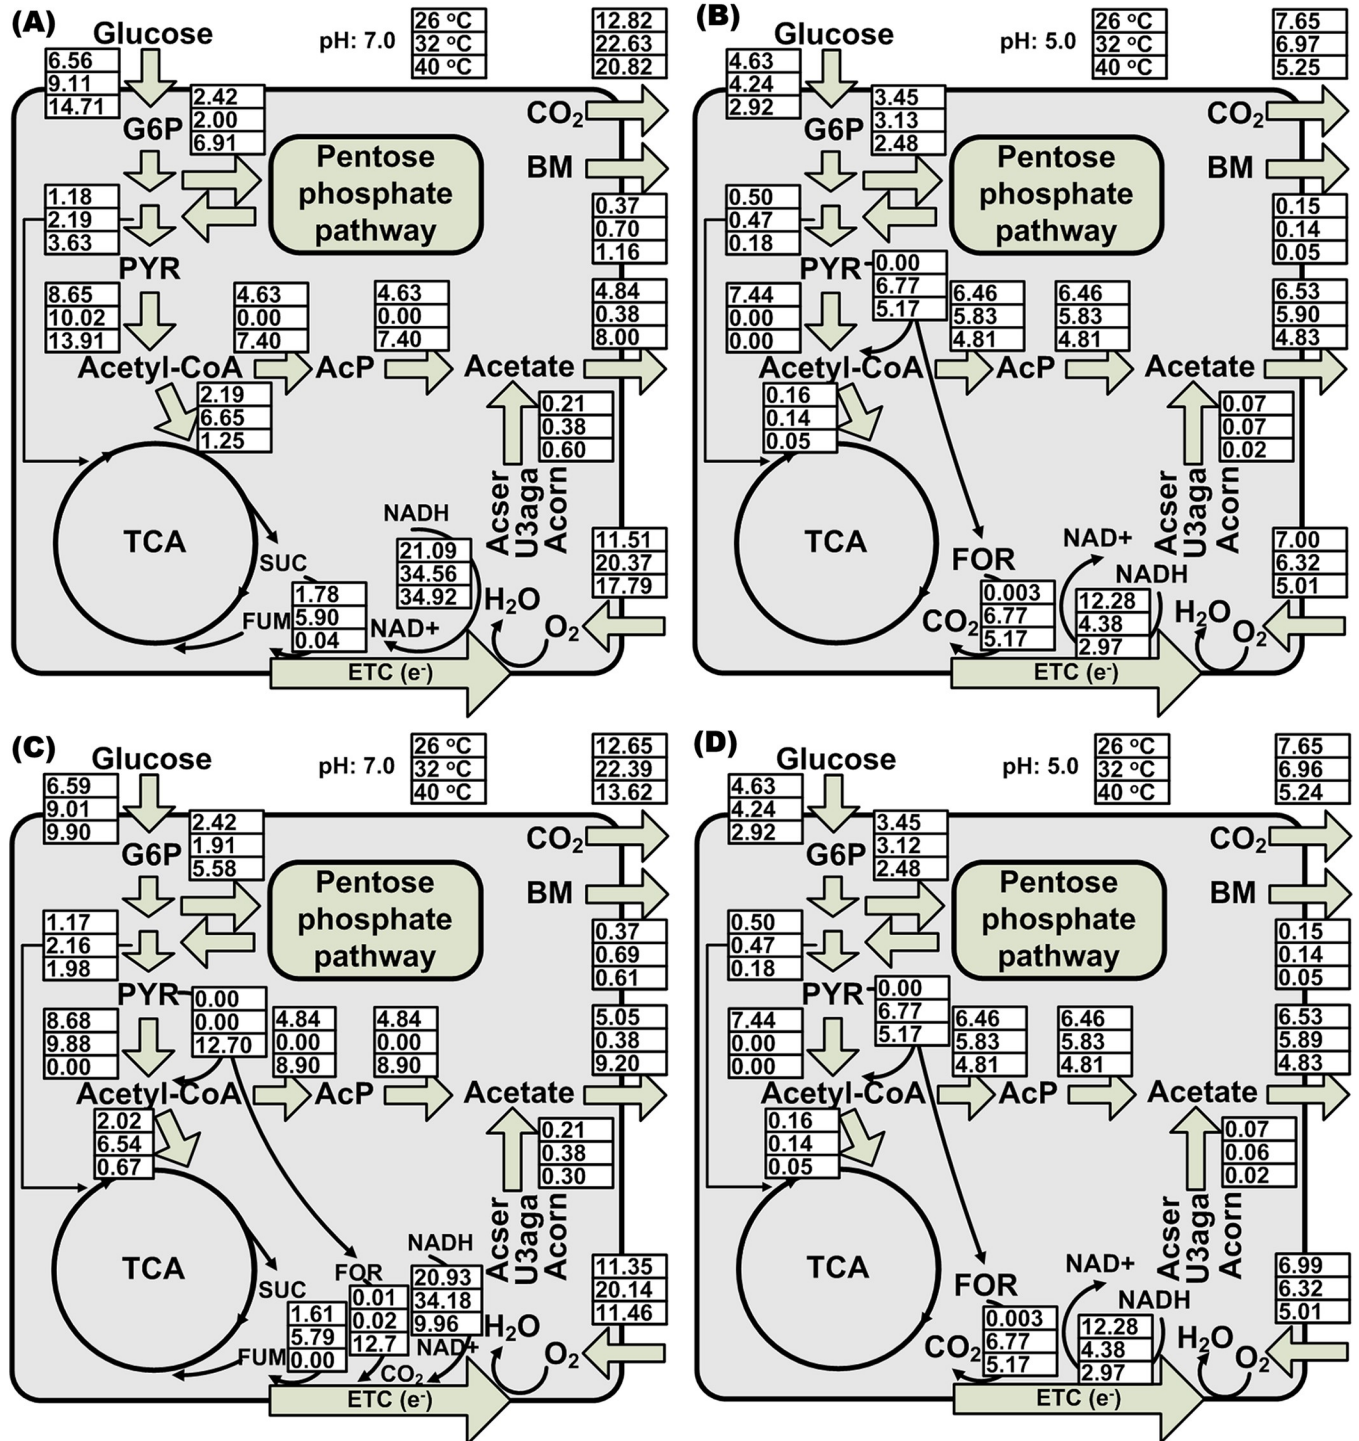 (A)
Glucose
pH: 7.0
26 °C
32 °C
40 °C
12.82
22.63
20.82
6.56
9.11
14.71
2.42
2.00
6.91
G6P
CO2
BM
Pentose
phosphate
pathway
1.18
2.19
3.63
0.37
0.70
1.16
PYR
8.65
10.02
13.91
4.63
0.00
7.40
4.63
0.00
7.40
4.84
0.38
8.00
Acetyl-CoA
AcP
Acetate
2.19
6.65
1.25
0.21
0.38
0.60
Acser
U3aga
Acorn
TCA
NADH
21.09
34.56
34.92
11.51
20.37
17.79
SUC
1.78
5.90
0.04
FUM
NAD+
H2O
O2
ETC (e-)
(B)
Glucose
pH: 5.0
26 °C
32 °C
40 °C
7.65
6.97
5.25
4.63
4.24
2.92
3.45
3.13
2.48
G6P
CO2
BM
Pentose
phosphate
pathway
0.50
0.47
0.18
0.15
0.14
0.05
PYR
0.00
6.77
5.17
7.44
0.00
0.00
6.46
5.83
4.81
6.46
5.83
4.81
6.53
5.90
4.83
Acetyl-CoA
AcP
Acetate
0.16
0.14
0.05
0.07
0.07
0.02
Acser
U3aga
Acorn
TCA
FOR
NAD+
NADH
7.00
6.32
5.01
0.003
6.77
5.17
CO2
12.28
4.38
2.97
H2O
O2
ETC (e-)
(C)
Glucose
pH: 7.0
26 °C
32 °C
40 °C
12.65
22.39
13.62
6.59
9.01
9.90
2.42
1.91
5.58
G6P
CO2
BM
Pentose
phosphate
pathway
1.17
2.16
1.98
0.37
0.69
0.61
PYR
0.00
0.00
12.70
8.68
9.88
0.00
4.84
0.00
8.90
4.84
0.00
8.90
5.05
0.38
9.20
Acetyl-CoA
AcP
Acetate
2.02
6.54
0.67
0.21
0.38
0.30
Acser
U3aga
Acorn
TCA
NADH
FOR
20.93
34.18
9.96
11.35
20.14
11.46
SUC
0.01
0.02
12.7
1.61
5.79
0.00
FUM
NAD+
CO2
H2O
O2
ETC (e-)
(D)
Glucose
pH: 5.0
26 °C
32 °C
40 °C
7.65
6.96
5.24
4.63
4.24
2.92
3.45
3.12
2.48
G6P
CO2
BM
Pentose
phosphate
pathway
0.50
0.47
0.18
0.15
0.14
0.05
PYR
0.00
6.77
5.17
7.44
0.00
0.00
6.46
5.83
4.81
6.46
5.83
4.81
6.53
5.89
4.83
Acetyl-CoA
AcP
Acetate
0.16
0.14
0.05
0.07
0.06
0.02
Acser
U3aga
Acorn
TCA
FOR
NAD+
NADH
6.99
6.32
5.01
0.003
6.77
5.17
CO2
12.28
4.38
2.97
H2O
O2
ETC (e-)